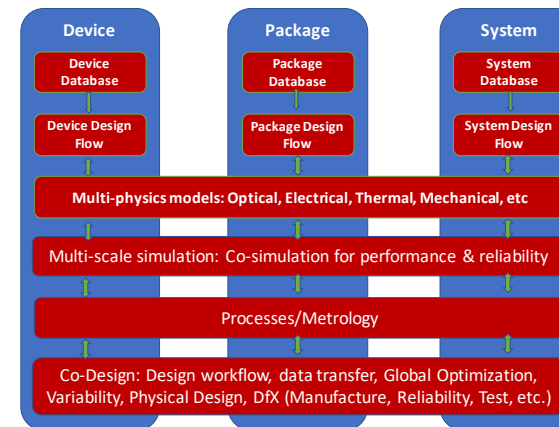 Device
Package
System
Device
Database
Package
Database
System
Database
Device Design
Flow
Package Design
Flow
System Design
Flow
Multi-physics models: Optical, Electrical, Thermal, Mechanical, etc
Multi-scale simulation: Co-simulation for performance & reliability
Processes/Metrology
Co-Design: Design workflow, data transfer, Global Optimization,
Variability, Physical Design, DfX (Manufacture, Reliability, Test, etc.)